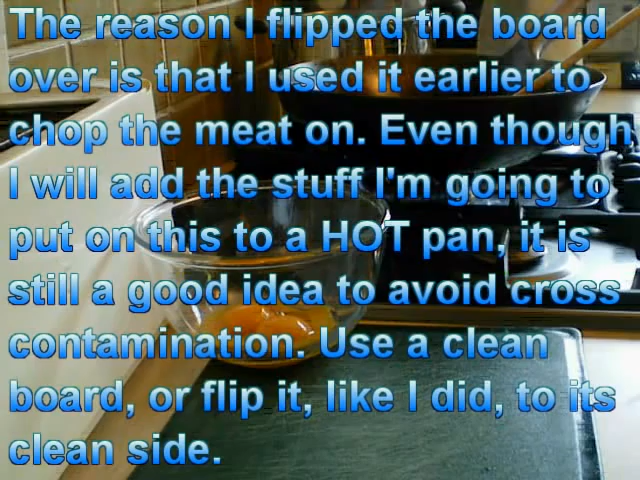 The reason I flipped the board
over is that I used it earlier to
chop the meat on. Even though
I will add the stuff I'm going to
put on this to a HOT pan, it is
still a good idea to avoid cross
contamination. Use a clean
board, or flip it, like I did, to its
clean side.